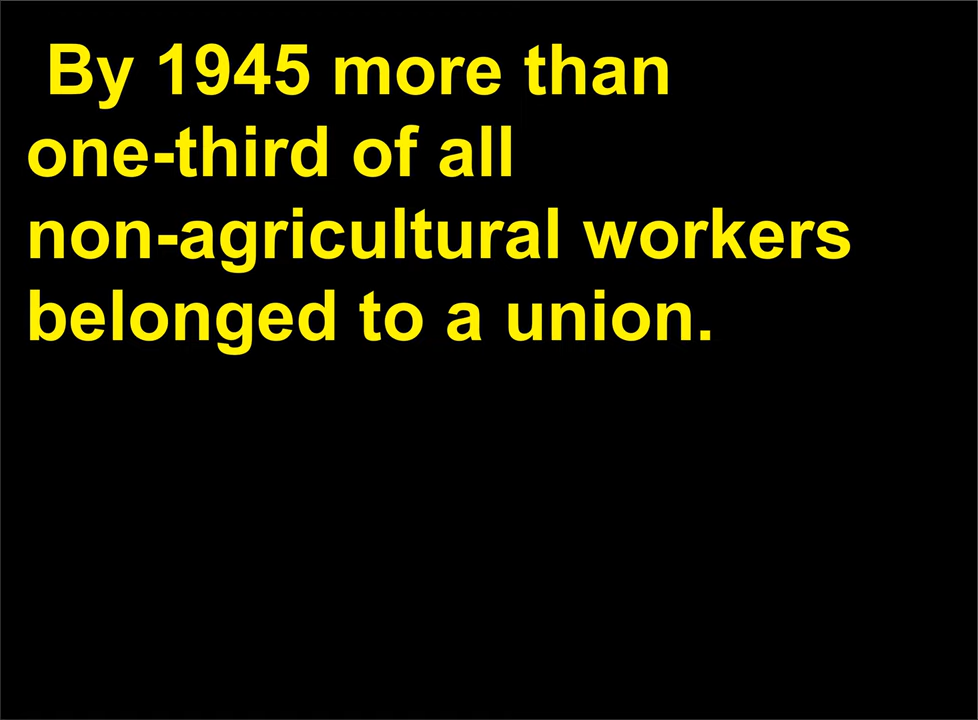 By 1945 more than
one-third of all
non-agricultural workers
belonged to a union.